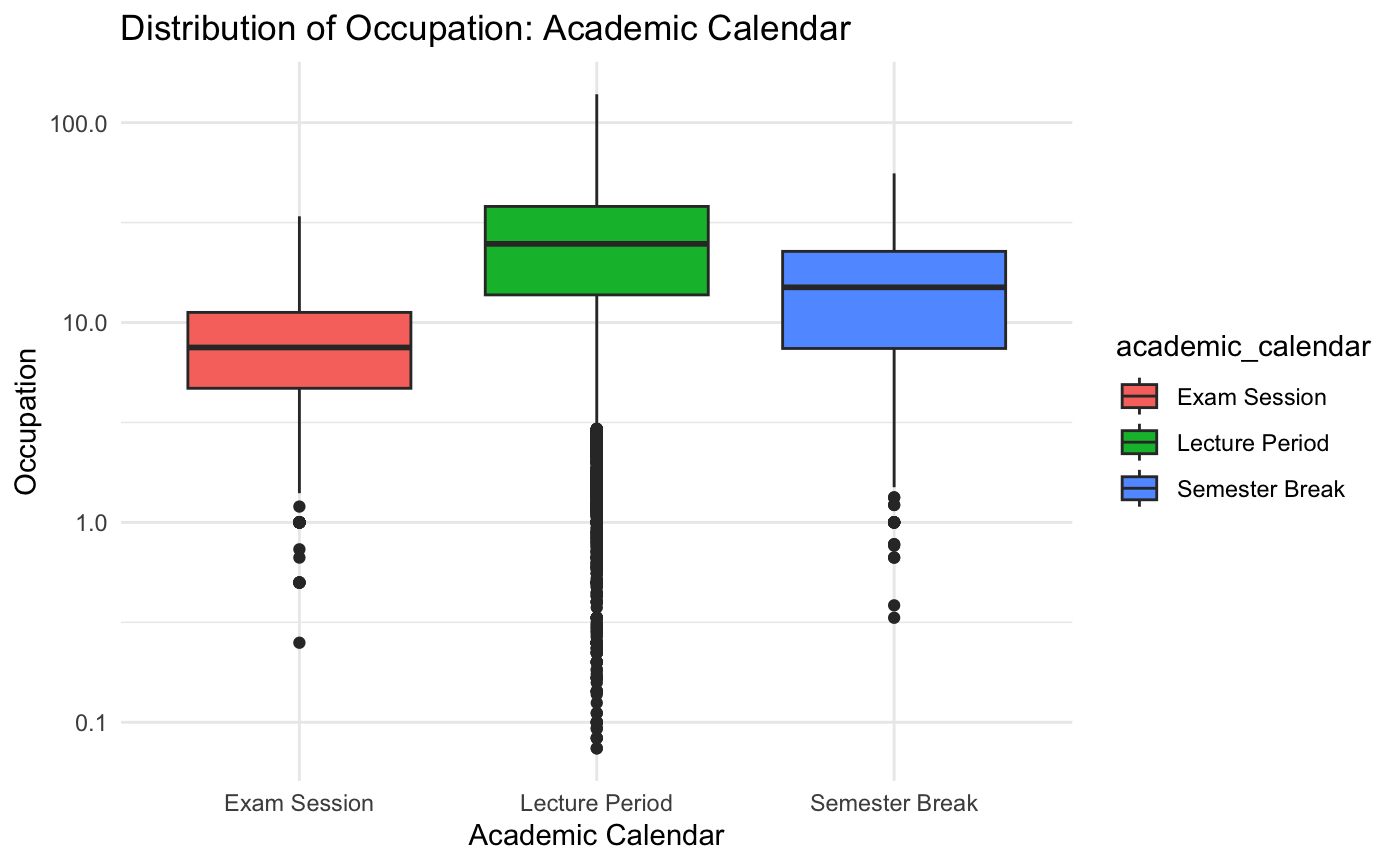 Distribution of Occupation: Academic Calendar
100.0
10.0
1.0
0.1
Occupation
Exam Session
Lecture Period
Semester Break
Academic Calendar
academic_calendar
Exam Session
Lecture Period
Semester Break